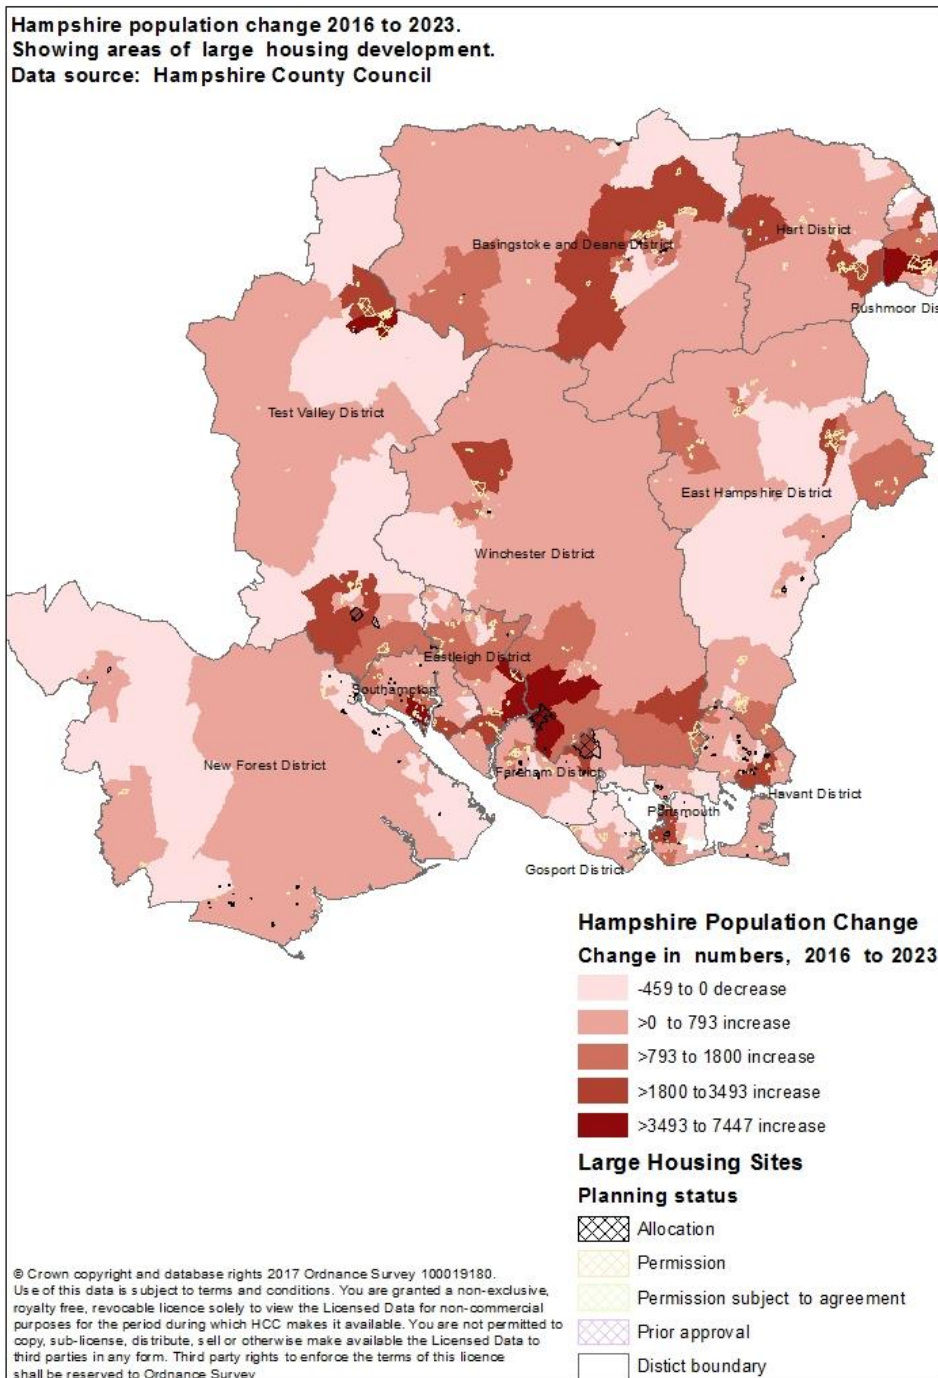 Hampshire population change 2016 to 2023.
Showing areas of large housing development.
Data source: Hampshire County Council
Basingstoke and Deane District
Hart District
Rushmoor Dis
Test Valley District
East Hampshire District
Winchester District
Eastleigh District
Southampton
New Forest District
Fareham District
Havant District
Portsmouth
Gosport District
Hampshire Population Change
Change in numbers, 2016 to 2023
-459 to 0 decrease
>0 to 793 increase
>793 to 1800 increase
>1800 to3493 increase
>3493 to 7447 increase
Large Housing Sites
Planning status
Allocation
Permission
Permission subject to agreement
Prior approval
Distict boundary
© Crown copyright and database rights 2017 Ordnance Survey 100019180.
Use of this data is subject to terms and conditions. You are granted a non-exclusive,
royalty free, revocable licence solely to view the Licensed Data for non-commercial
purposes for the period during which HCC makes it available. You are not permitted to
copy, sub-license, distribute, sell or otherwise make available the Licensed Data to
third parties in any form. Third party rights to enforce the terms of this licence
shall be reserved to Ordnance Survey